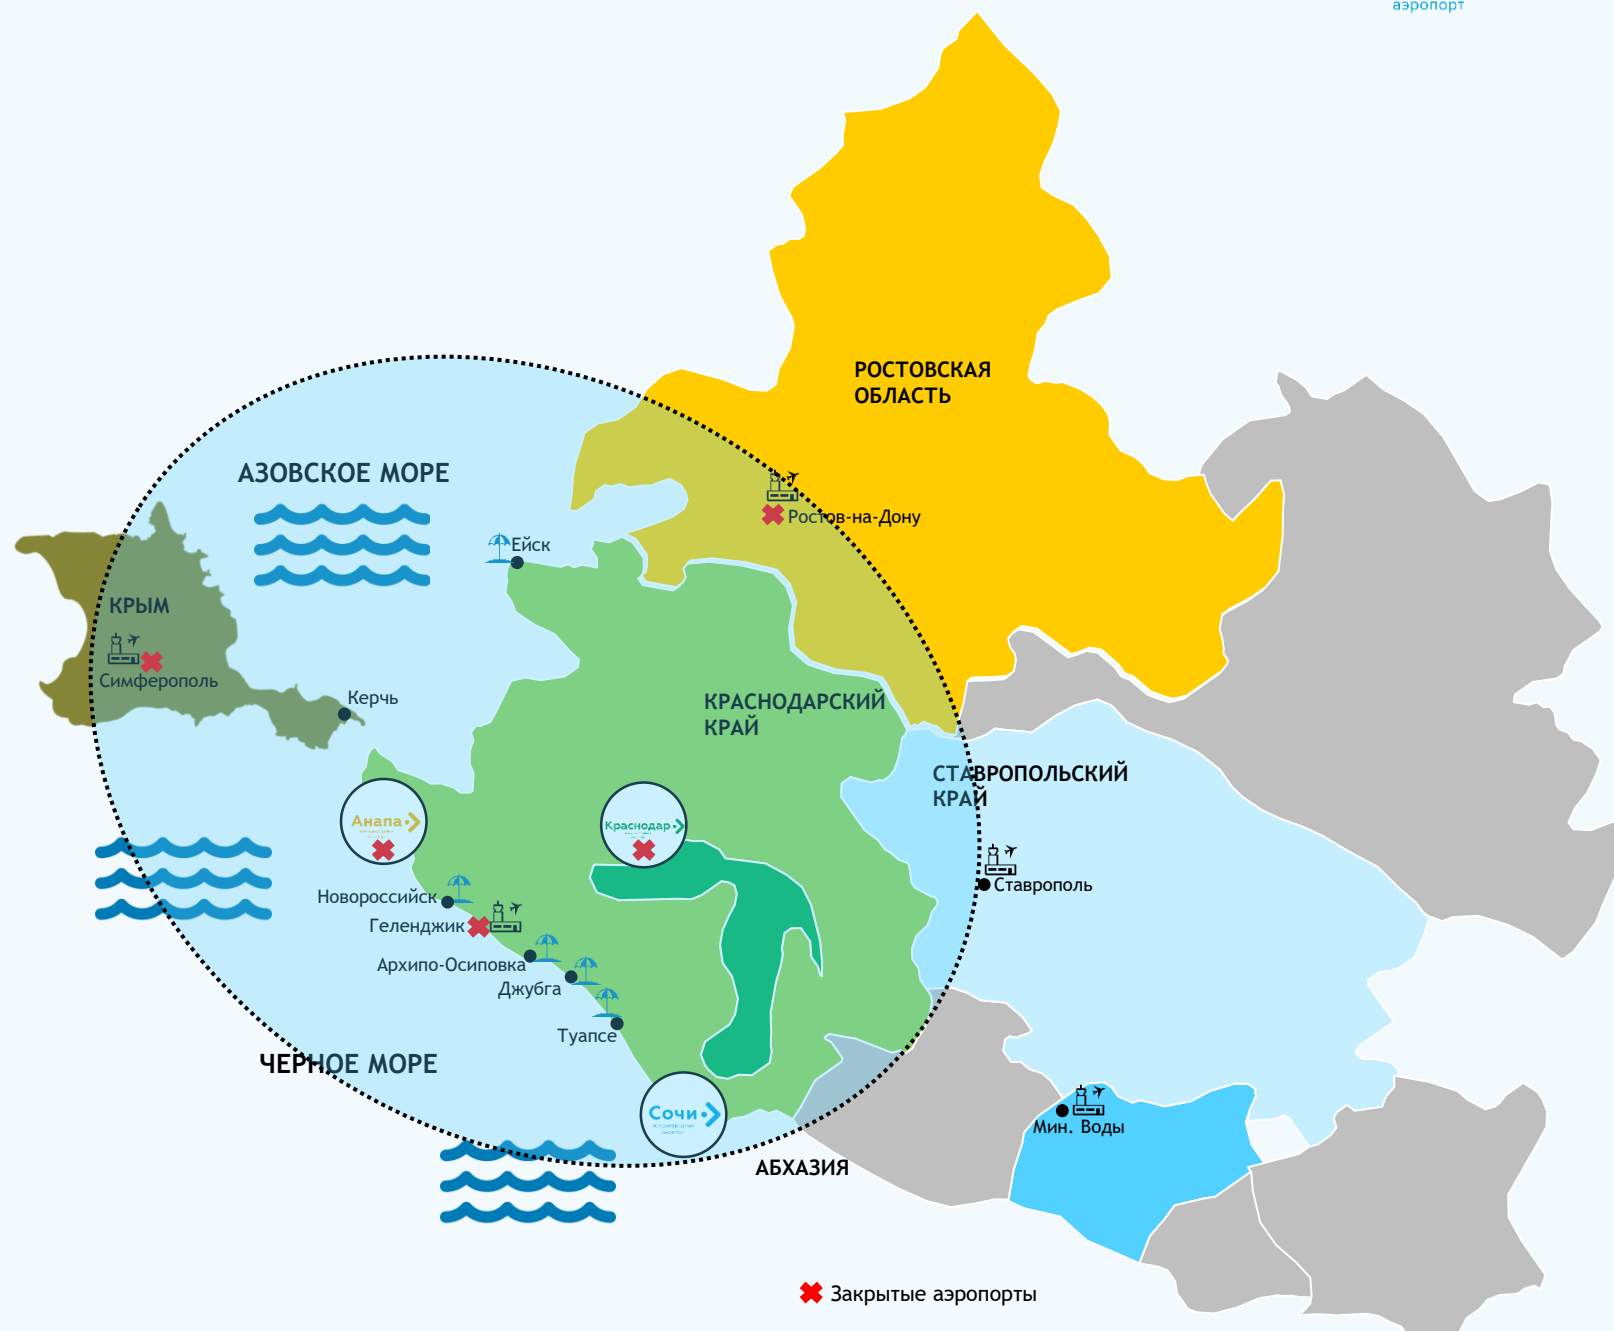 аэропорт
РОСТОВСКАЯ
ОБЛАСТЬ
АЗОВСКОЕ МОРЕ
Ростов-на-Дону
Ейск
КРЫМ
Симферополь
Керчь
КРАСНОДАРСКИЙ
КРАЙ
СТАВРОПОЛЬСКИЙ
КРАЙ
Анапа
Краснодар
Ставрополь
Новороссийск
Геленджик
Архипо-Осиповка
Джубга
Туапсе
ЧЕРНОЕ МОРЕ
Сочи
Мин. Воды
АБХАЗИЯ
Закрытые аэропорты